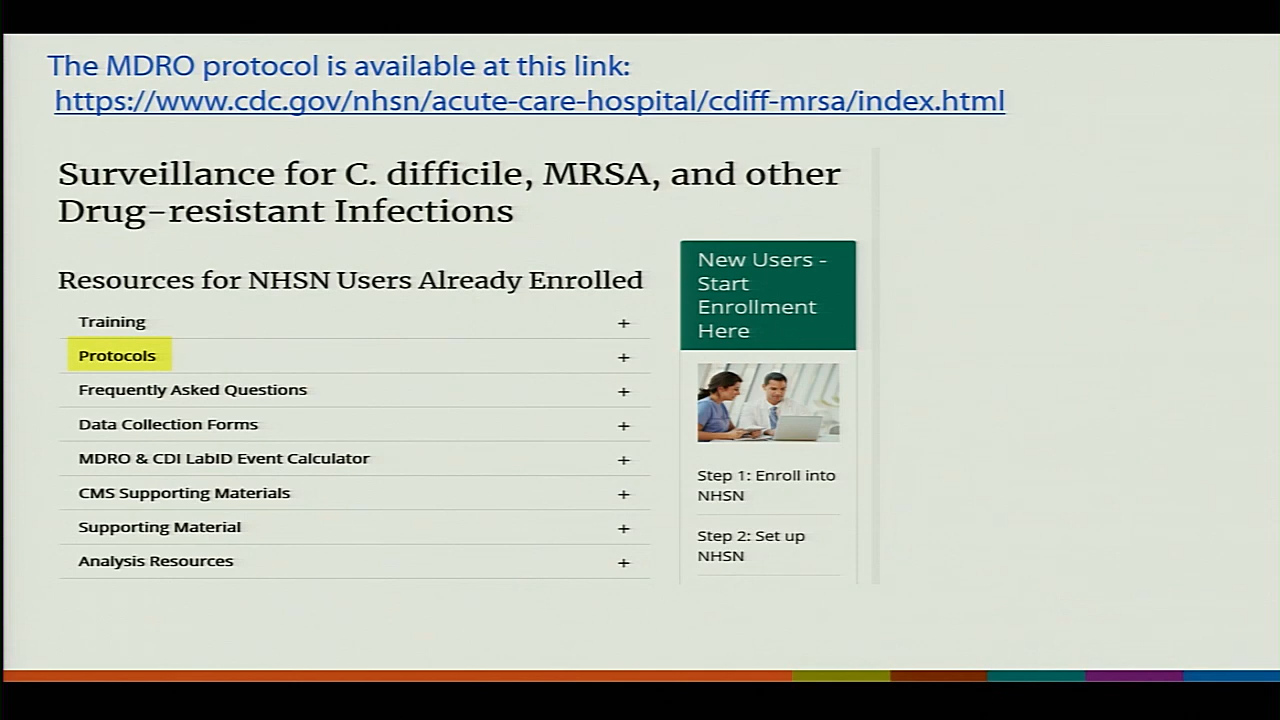 The MDRO protocol is available at this link:
https://www.cdc.gov/nhsn/acute-care-hospital/cdiff-mrsa/index.html
Surveillance for C. difficile, MRSA, and other
Drug-resistant Infections
Resources for NHSN Users Already Enrolled
Training +
Protocols +
Frequently Asked Questions +
Data Collection Forms +
MDRO & CDI LabID Event Calculator +
CMS Supporting Materials +
Supporting Material +
Analysis Resources +
New Users -
Start
Enrollment
Here
Step 1: Enroll into
NHSN
Step 2: Set up
NHSN